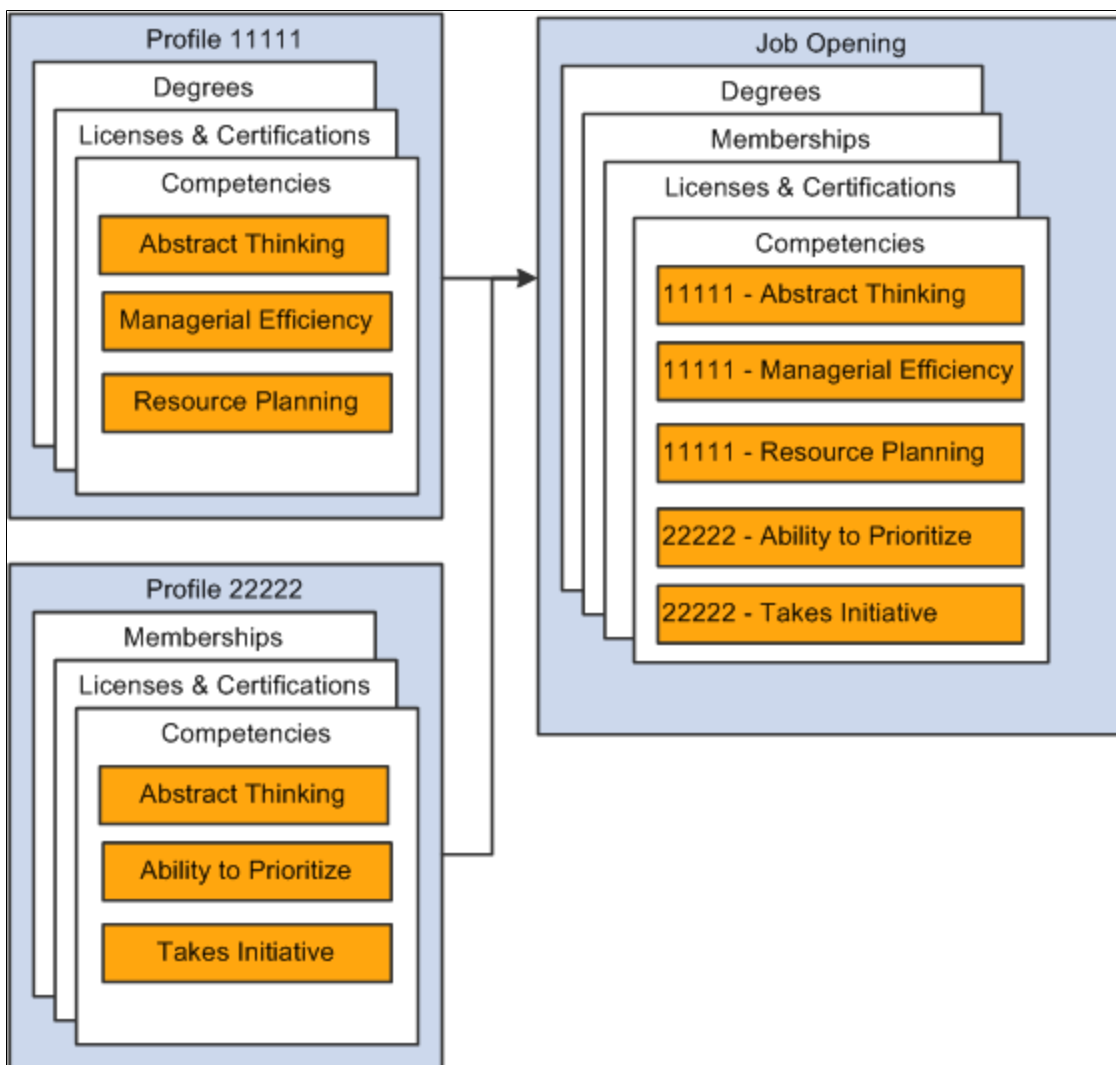 Profile 11111
Degrees
Licenses & Certifications
Competencies
Abstract Thinking
Managerial Efficiency
Resource Planning
Profile 22222
Memberships
Licenses & Certifications
Competencies
Abstract Thinking
Ability to Prioritize
Takes Initiative
Job Opening
Degrees
Memberships
Licenses & Certifications
Competencies
11111 - Abstract Thinking
11111 - Managerial Efficiency
11111 - Resource Planning
22222 - Ability to Prioritize
22222 - Takes Initiative